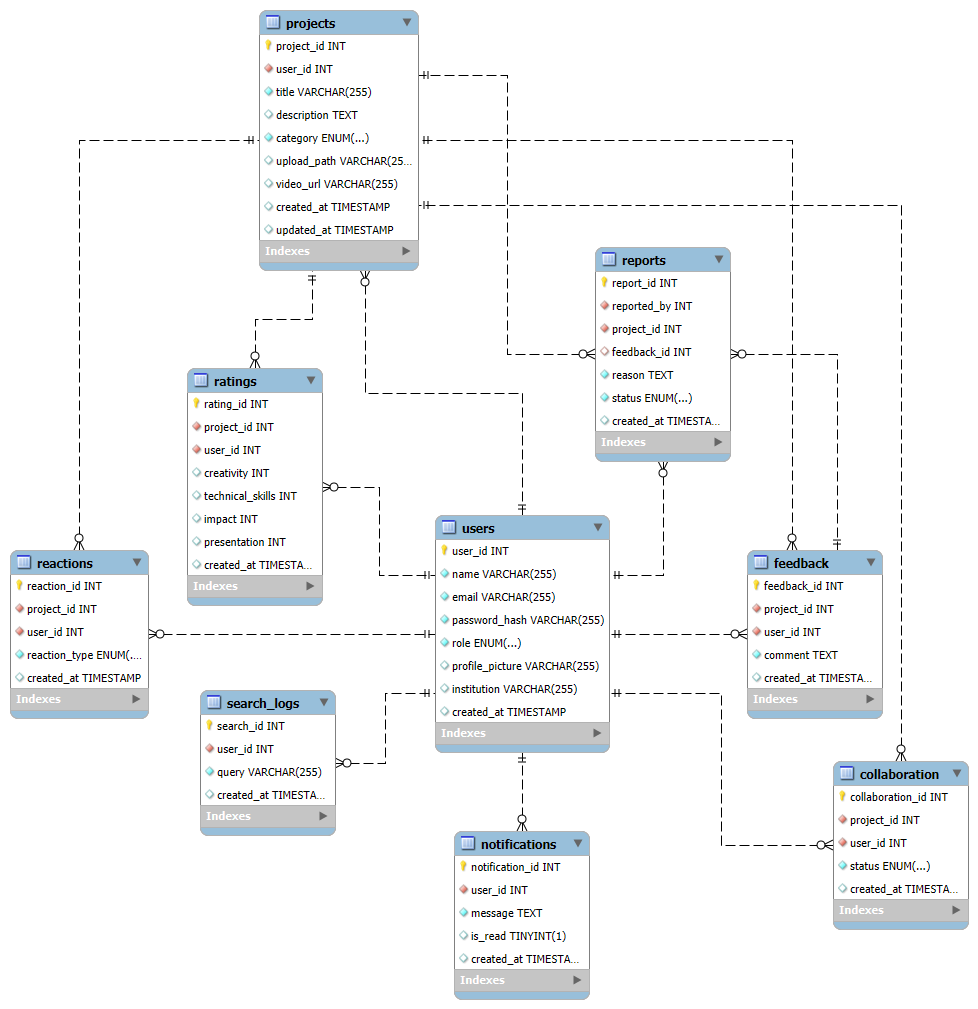 projects
project_id INT
user_id INT
title VARCHAR(255)
description TEXT
category ENUM(...)
upload_path VARCHAR(25...
video_url VARCHAR(255)
created_at TIMESTAMP
updated_at TIMESTAMP
Indexes
reports
report_id INT
reported_by INT
project_id INT
feedback_id INT
reason TEXT
status ENUM(...)
created_at TIMESTA...
Indexes
ratings
rating_id INT
project_id INT
user_id INT
creativity INT
technical_skills INT
impact INT
presentation INT
created_at TIMESTA...
Indexes
users
user_id INT
name VARCHAR(255)
email VARCHAR(255)
password_hash VARCHAR(255)
role ENUM(...)
profile_picture VARCHAR(255)
institution VARCHAR(255)
created_at TIMESTAMP
Indexes
reactions
reaction_id INT
project_id INT
user_id INT
reaction_type ENUM(....
created_at TIMESTAMP
Indexes
feedback
feedback_id INT
project_id INT
user_id INT
comment TEXT
created_at TIMESTA...
Indexes
search_logs
search_id INT
user_id INT
query VARCHAR(255)
created_at TIMESTA...
Indexes
collaboration
collaboration_id INT
project_id INT
user_id INT
status ENUM(...)
created_at TIMESTA...
Indexes
notifications
notification_id INT
user_id INT
message TEXT
is_read TINYINT(1)
created_at TIMESTA...
Indexes